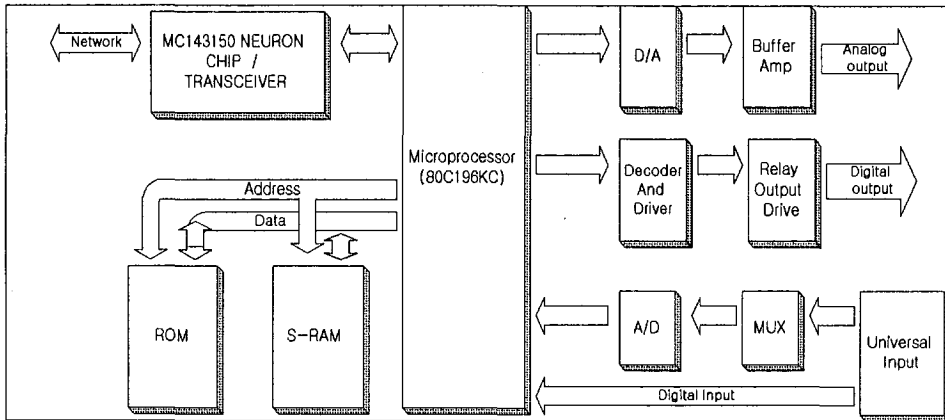 Network
MC143150 NEURON
CHIP /
TRANSCEIVER
Microprocessor
(80C196KC)
Address
Data
ROM
S-RAM
D/A
Buffer
Amp
Analog
output
Decoder
And
Driver
Relay
Output
Drive
Digital
output
A/D
MUX
Universal
Input
Digital Input